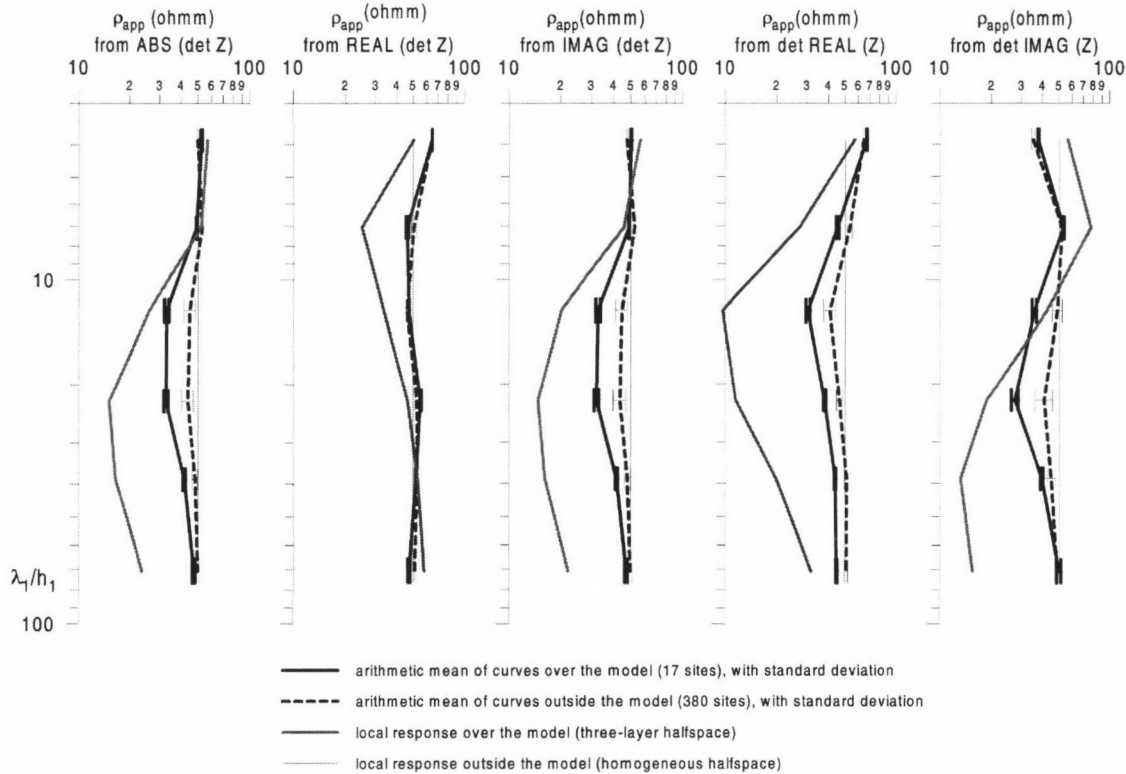 ρapp (ohmm)
from ABS (det Z)
10 100
2 3 4 5 6 7 8 9
ρapp (ohmm)
from REAL (det Z)
10 100
2 3 4 5 6 7 8 9
ρapp (ohmm)
from IMAG (det Z)
10 100
2 3 4 5 6 7 8 9
ρapp (ohmm)
from det REAL (Z)
10 100
2 3 4 5 6 7 8 9
ρapp (ohmm)
from det IMAG (Z)
10 100
2 3 4 5 6 7 8 9
10
λ1/h1
100
arithmetic mean of curves over the model (17 sites), with standard deviation
arithmetic mean of curves outside the model (380 sites), with standard deviation
local response over the model (three-layer halfspace)
local response outside the model (homogeneous halfspace)